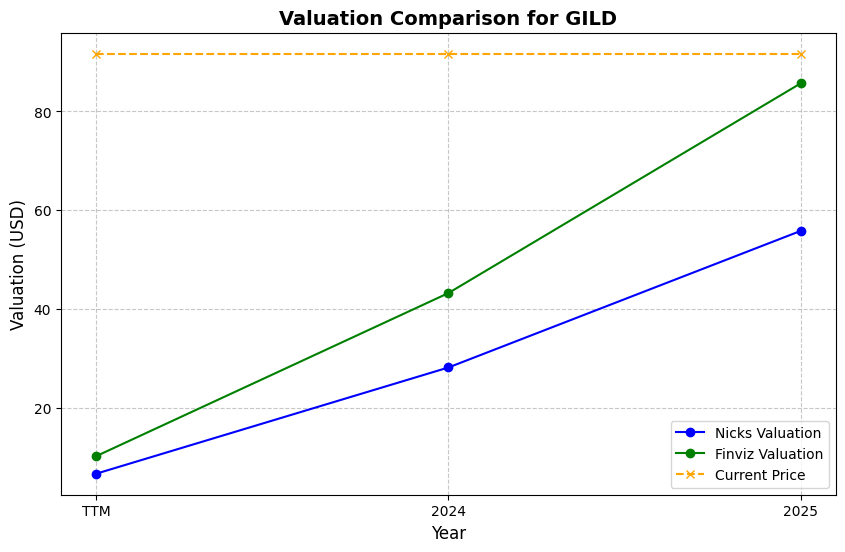 Valuation Comparison for GILD
Valuation (USD)
80
60
40
20
TTM
2024
2025
Year
Nicks Valuation
Finviz Valuation
Current Price